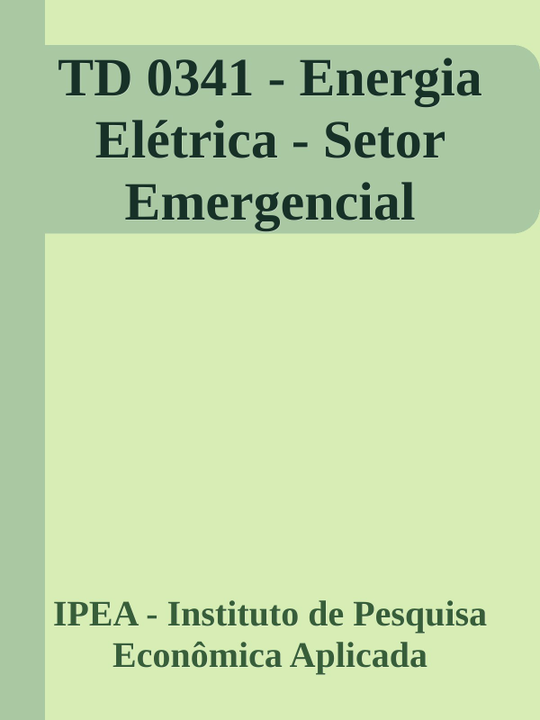 TD 0341 - Energia
Elétrica - Setor
Emergencial
IPEA - Instituto de Pesquisa
Econômica Aplicada